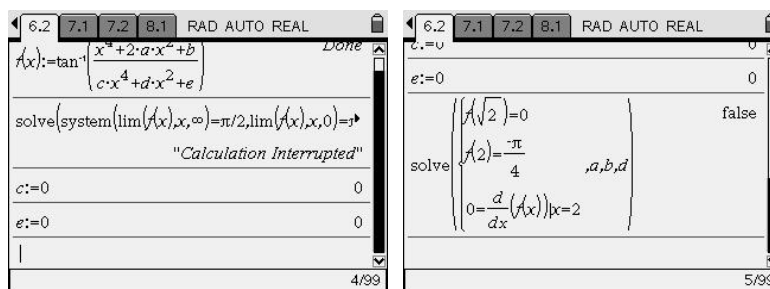 6.2 7.1 7.2 8.1 RAD AUTO REAL
f(x):=tan⁻¹((x⁴+2·a·x²+b)/(c·x⁴+d·x²+e)) Done
solve(system(lim(f(x),x,∞)=π/2,lim(f(x),x,0)=
"Calculation Interrupted"
c:=0 0
e:=0 0
4/99
6.2 7.1 7.2 8.1 RAD AUTO REAL
c:=0 0
e:=0 0
f(√2)=0 false
solve f(2)=-π/4 ,a,b,d
0=d/dx(f(x))|x=2
5/99